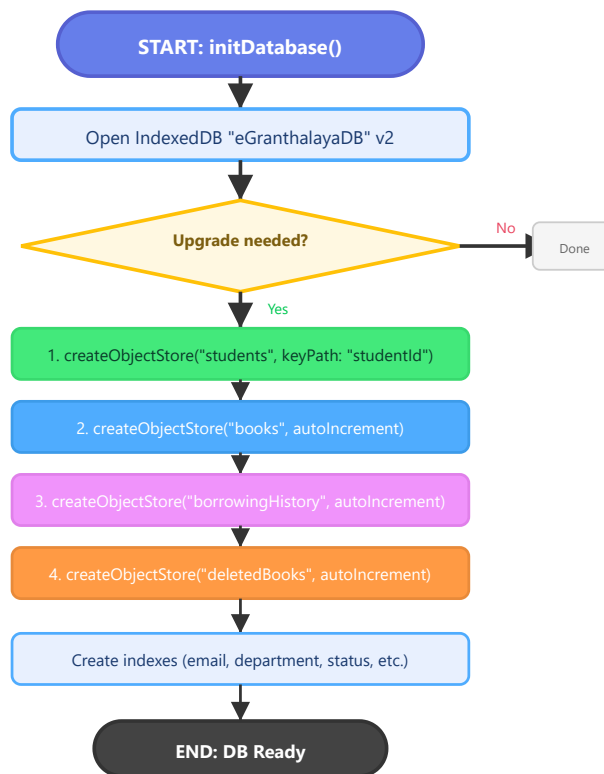 START: initDatabase()
Open IndexedDB "eGranthalayaDB" v2
Upgrade needed?
No
Done
Yes
1. createObjectStore("students", keyPath: "studentId")
2. createObjectStore("books", autoIncrement)
3. createObjectStore("borrowingHistory", autoIncrement)
4. createObjectStore("deletedBooks", autoIncrement)
Create indexes (email, department, status, etc.)
END: DB Ready